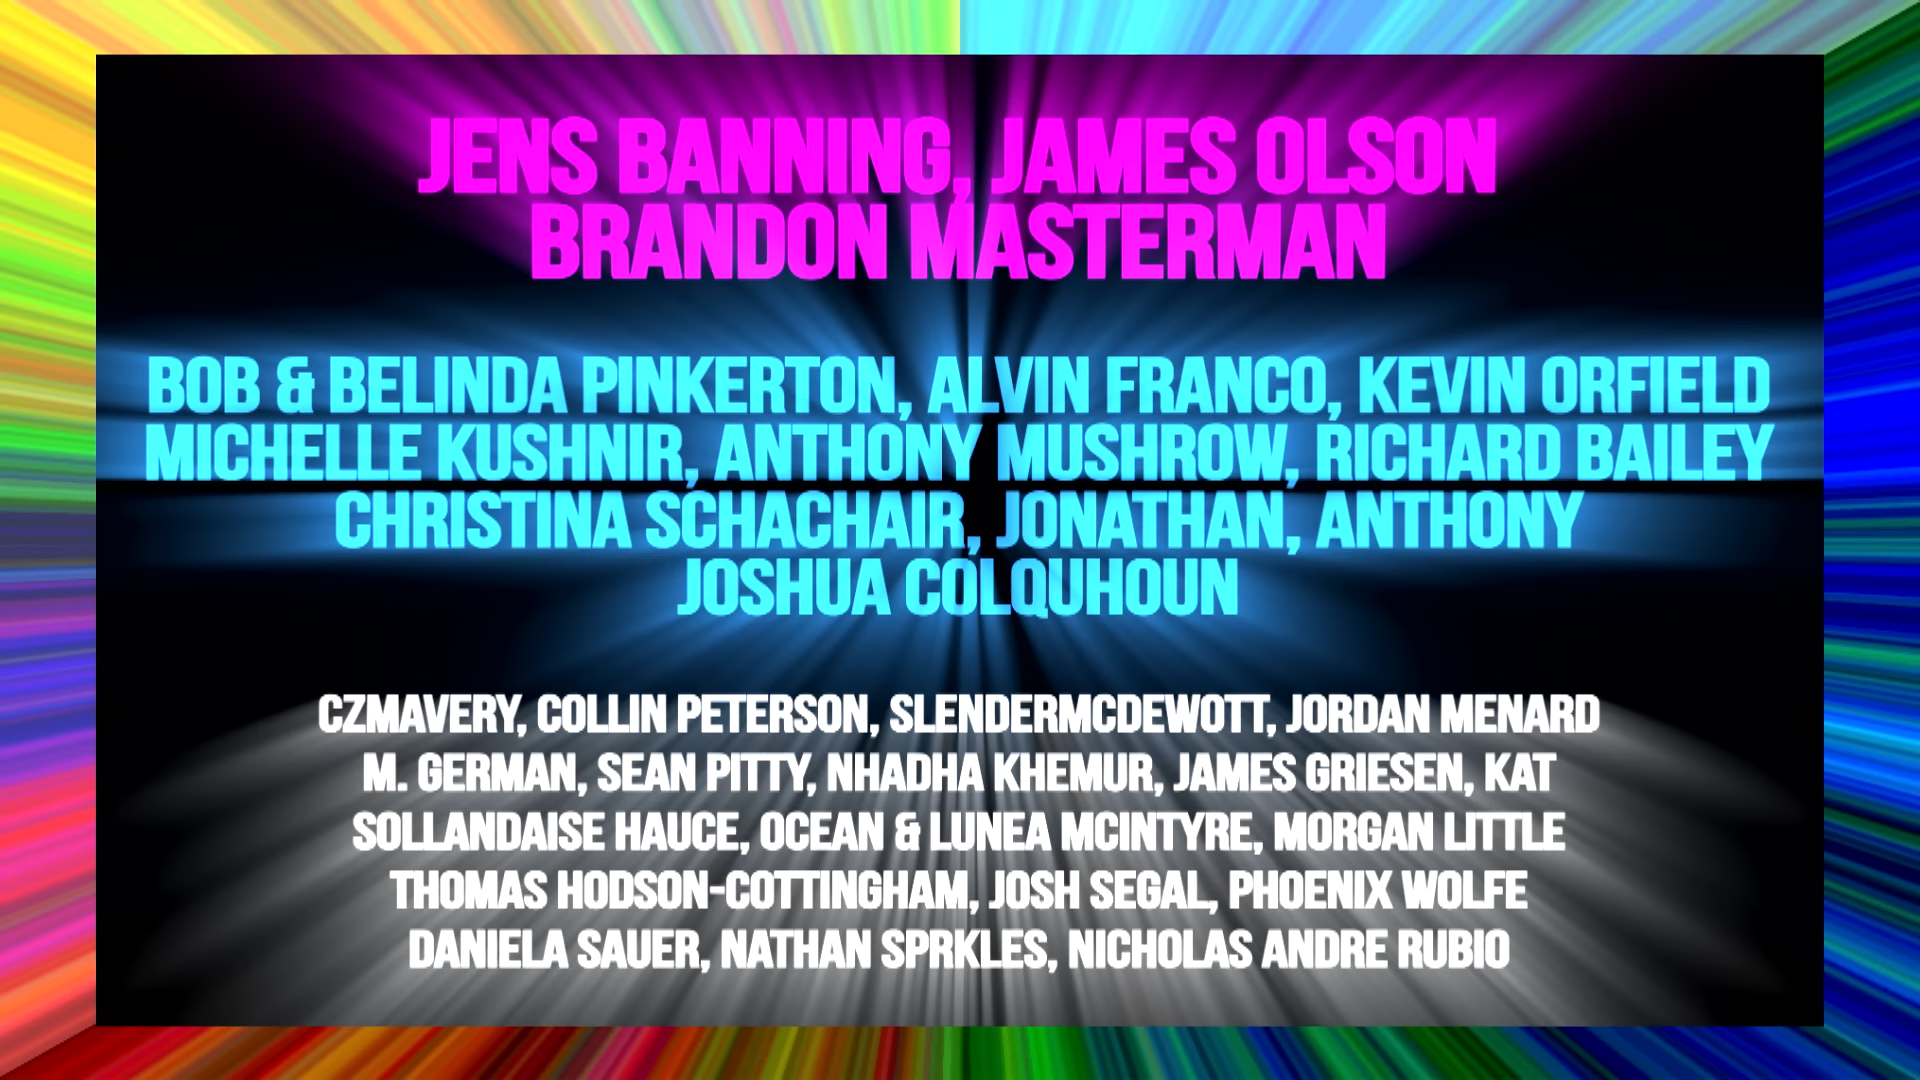 JENS BANNING, JAMES OLSON
BRANDON MASTERMAN
BOB & BELINDA PINKERTON, ALVIN FRANCO, KEVIN ORFIELD
MICHELLE KUSHNIR, ANTHONY MUSHROW, RICHARD BAILEY
CHRISTINA SCHACHAIR, JONATHAN, ANTHONY
JOSHUA COLQUHOUN
CZMAVERY, COLLIN PETERSON, SLENDERMCDEWOTT, JORDAN MENARD
M. GERMAN, SEAN PITTY, NHADHA KHEMUR, JAMES GRIESEN, KAT
SOLLANDAISE HAUCE, OCEAN & LUNEA MCINTYRE, MORGAN LITTLE
THOMAS HODSON-COTTINGHAM, JOSH SEGAL, PHOENIX WOLFE
DANIELA SAUER, NATHAN SPRKLES, NICHOLAS ANDRE RUBIO